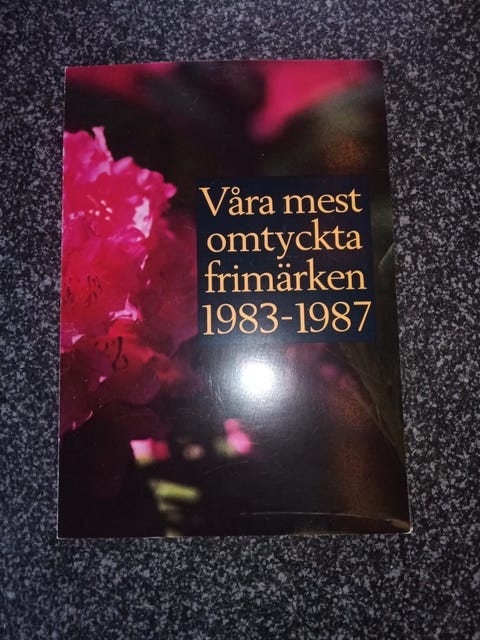 Våra mest
omtyckta
frimärken
1983-1987